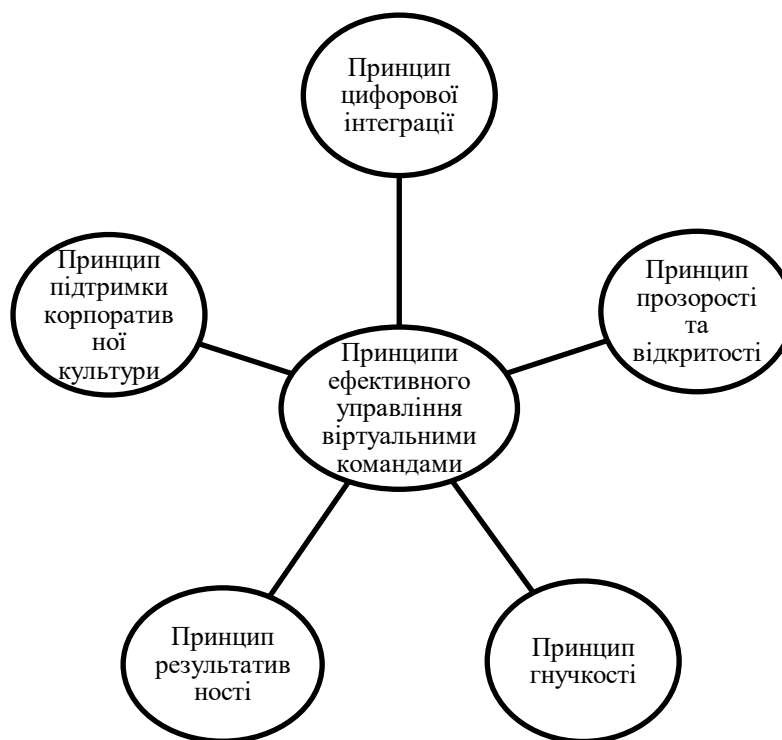 Принцип
цифорової
інтеграції
Принцип
підтримки
корпоратив
ної
культури
Принцип
прозорості
та
відкритості
Принципи
ефективного
управління
віртуальними
командами
Принцип
результатив
ності
Принцип
гнучкості